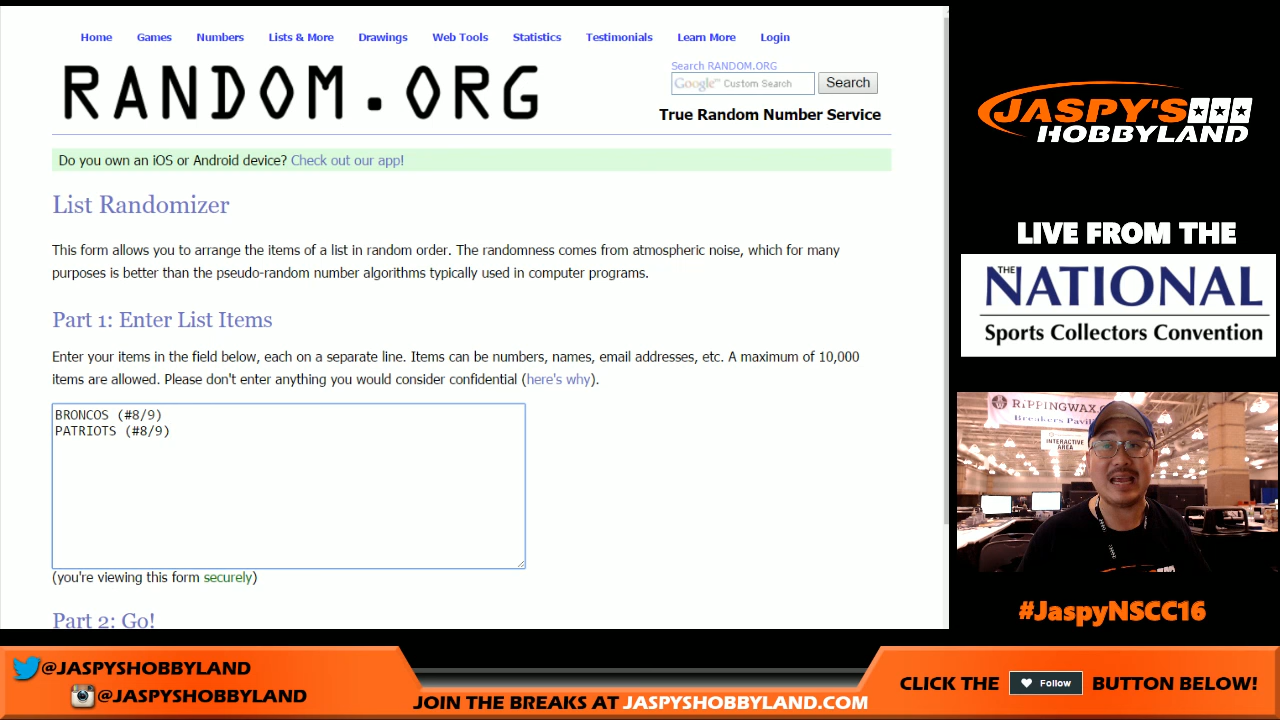 Home Games Numbers Lists & More Drawings Web Tools Statistics Testimonials Learn More Login
RANDOM.ORG
Search RANDOM.ORG
Google™ Custom Search Search
True Random Number Service
Do you own an iOS or Android device? Check out our app!
List Randomizer
This form allows you to arrange the items of a list in random order. The randomness comes from atmospheric noise, which for many
purposes is better than the pseudo-random number algorithms typically used in computer programs.
Part 1: Enter List Items
Enter your items in the field below, each on a separate line. Items can be numbers, names, email addresses, etc. A maximum of 10,000
items are allowed. Please don't enter anything you would consider confidential (here's why).
BRONCOS (#8/9)
PATRIOTS (#8/9)
(you're viewing this form securely)
Part 2: Go!
JASPY'S
HOBBYLAND
LIVE FROM THE
THE NATIONAL
Sports Collectors Convention
RIPPINGWAX.C
Breakers Pavil
INTERACTIVE
AREA
#JaspyNSCC16
@JASPYSHOBBYLAND
@JASPYSHOBBYLAND
JOIN THE BREAKS AT JASPYSHOBBYLAND.COM
CLICK THE Follow BUTTON BELOW!